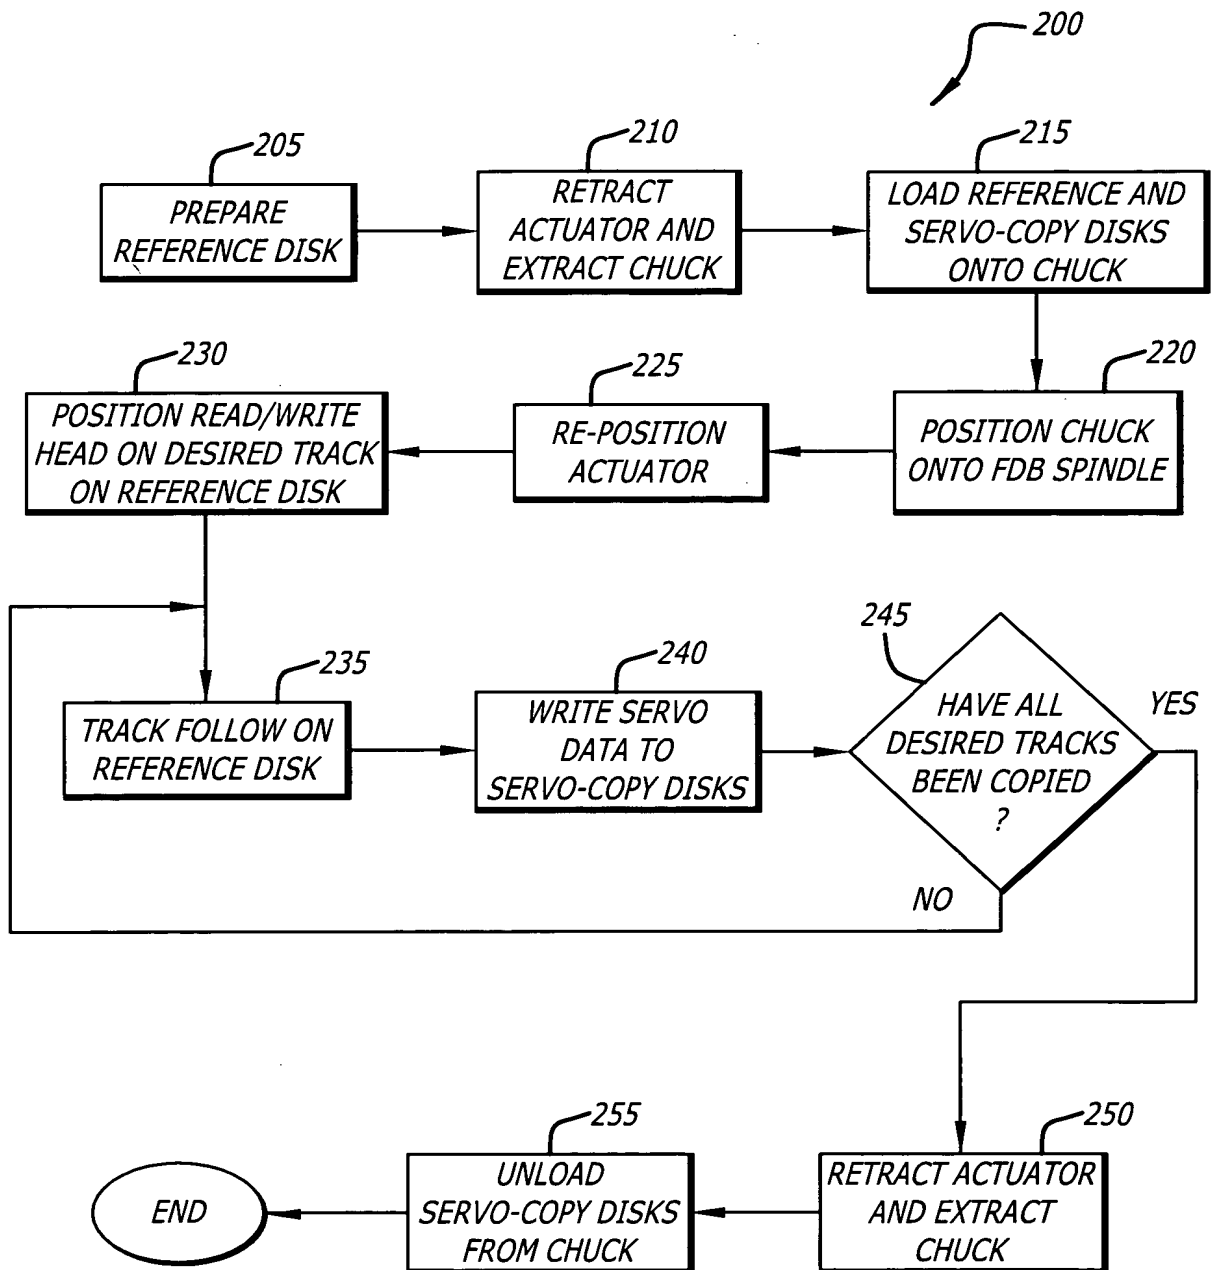 200
205
PREPARE
REFERENCE DISK
210
RETRACT
ACTUATOR AND
EXTRACT CHUCK
215
LOAD REFERENCE AND
SERVO-COPY DISKS
ONTO CHUCK
220
POSITION CHUCK
ONTO FDB SPINDLE
225
RE-POSITION
ACTUATOR
230
POSITION READ/WRITE
HEAD ON DESIRED TRACK
ON REFERENCE DISK
235
TRACK FOLLOW ON
REFERENCE DISK
240
WRITE SERVO
DATA TO
SERVO-COPY DISKS
245
HAVE ALL
DESIRED TRACKS
BEEN COPIED
?
YES
NO
250
RETRACT ACTUATOR
AND EXTRACT
CHUCK
255
UNLOAD
SERVO-COPY DISKS
FROM CHUCK
END